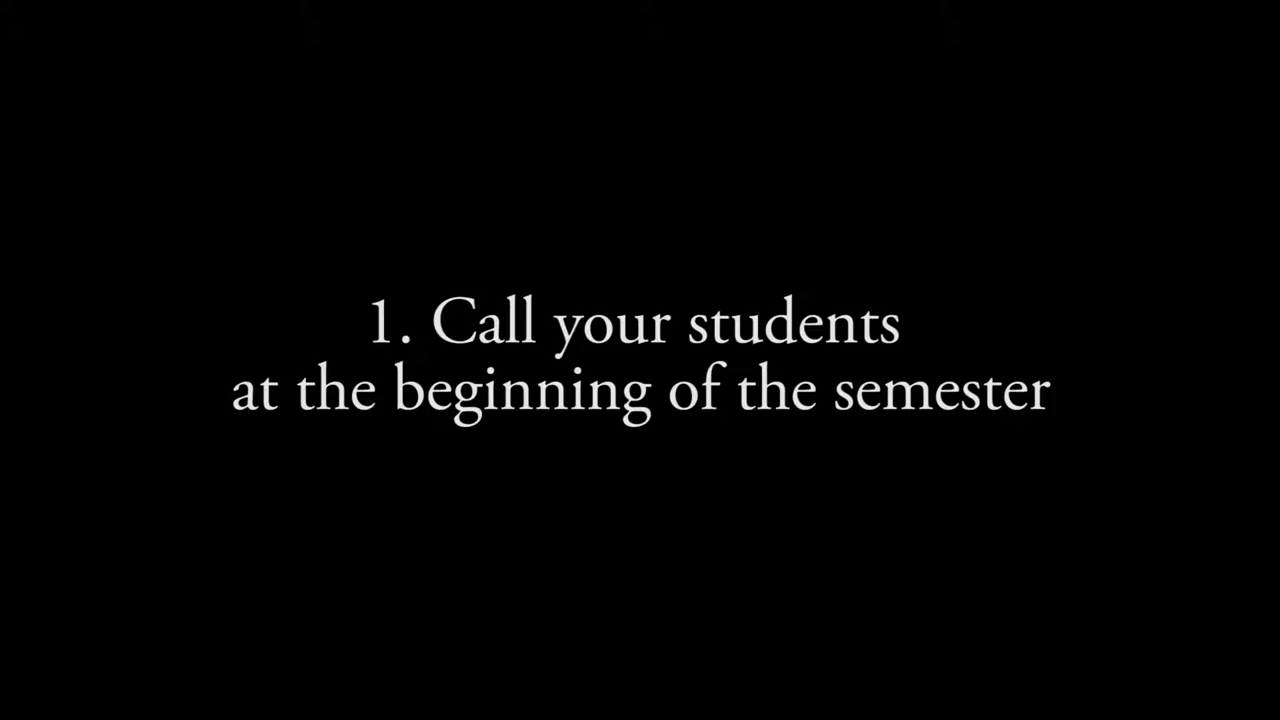 1. Call your students
at the beginning of the semester